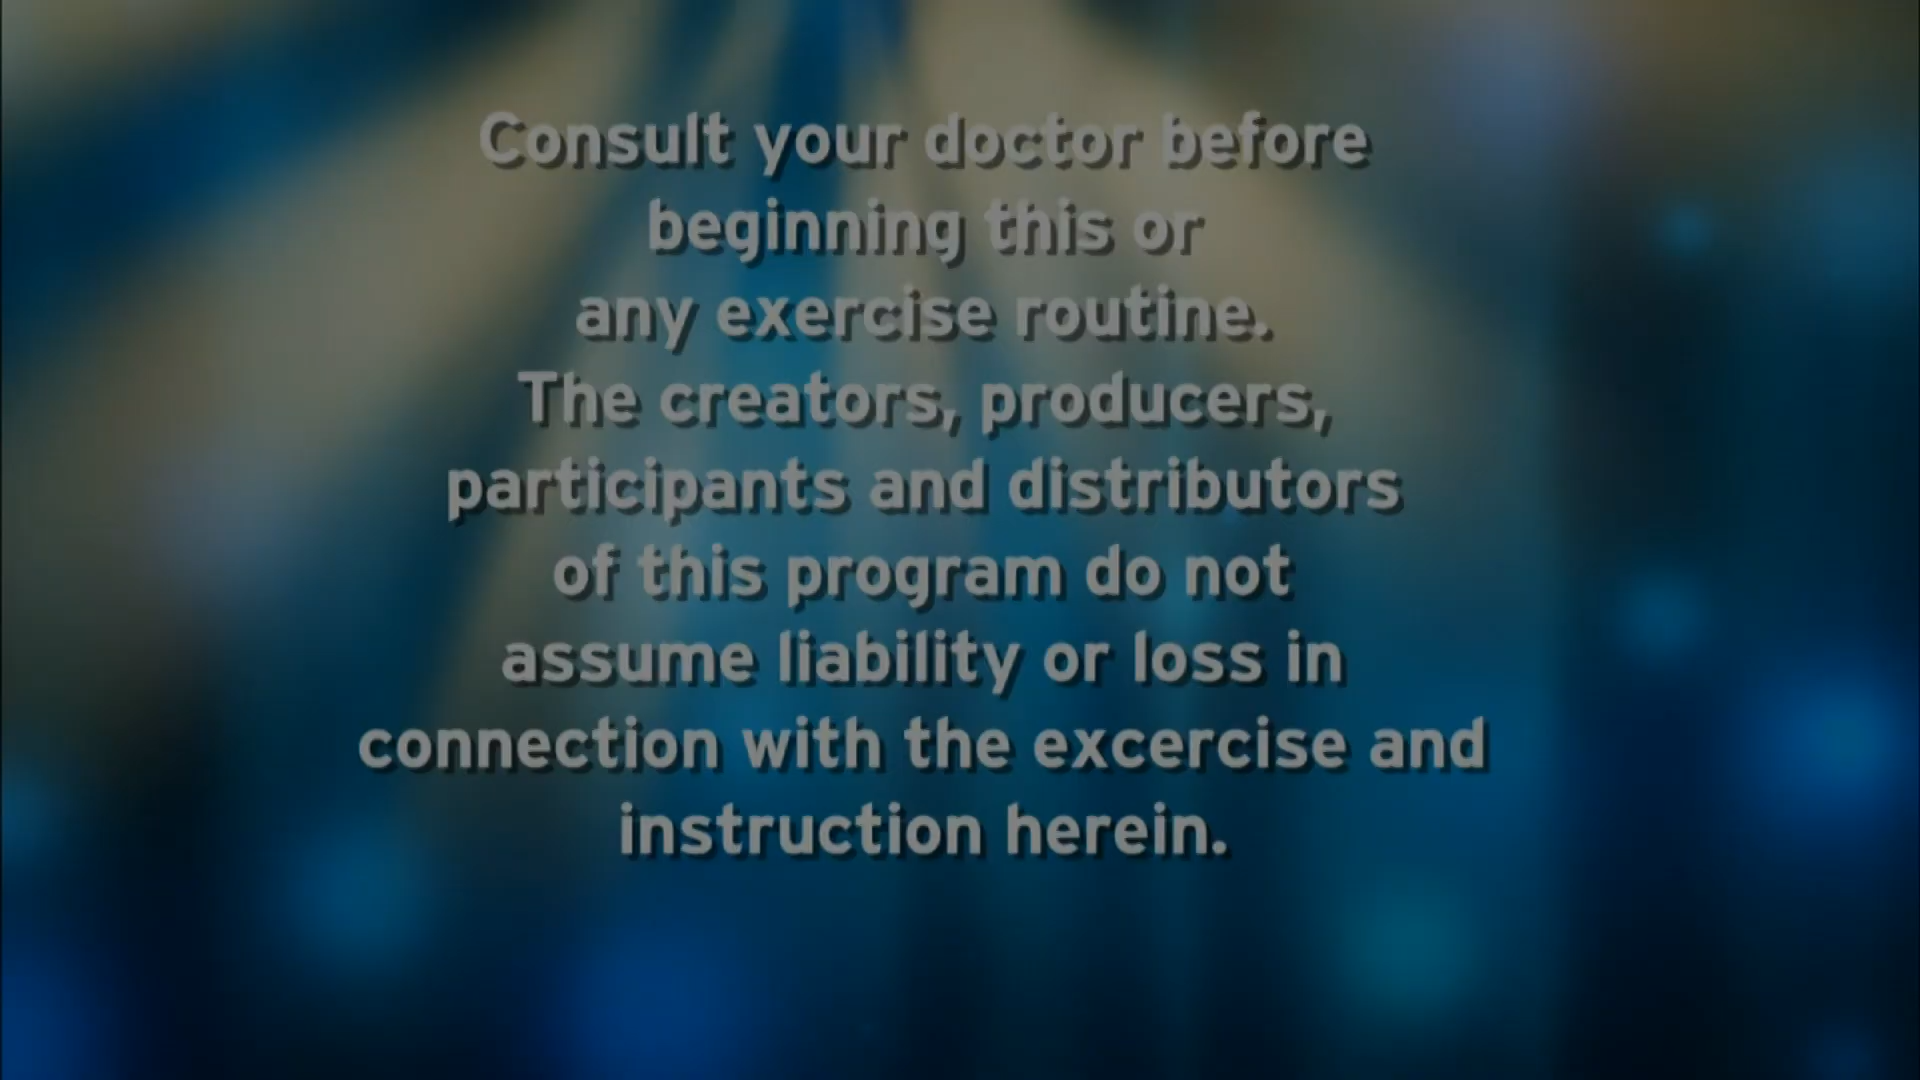 Consult your doctor before
beginning this or
any exercise routine.
The creators, producers,
participants and distributors
of this program do not
assume liability or loss in
connection with the excercise and
instruction herein.